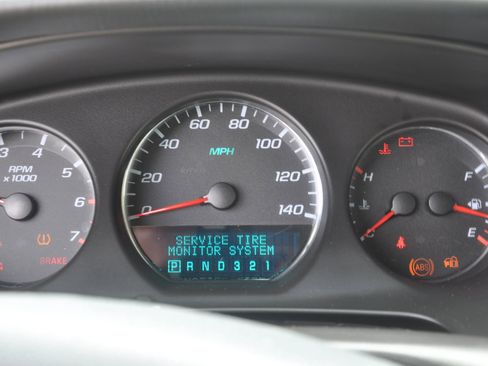 3 4 5
RPM
x1000
6
7
BRAKE
0 20 40 60 80 100 120 140
MPH
SERVICE TIRE
MONITOR SYSTEM
P R N D 3 2 1
H
C
F
E
ABS